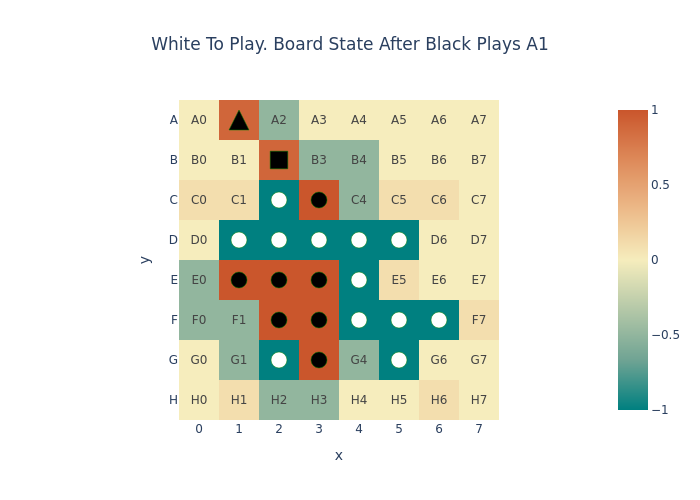 White To Play. Board State After Black Plays A1
A A0 A2 A3 A4 A5 A6 A7
B B0 B1 B3 B4 B5 B6 B7
C C0 C1 C4 C5 C6 C7
D D0 D6 D7
E E0 E5 E6 E7
F F0 F1 F7
G G0 G1 G4 G6 G7
H H0 H1 H2 H3 H4 H5 H6 H7
0 1 2 3 4 5 6 7
x
y
1
0.5
0
−0.5
−1